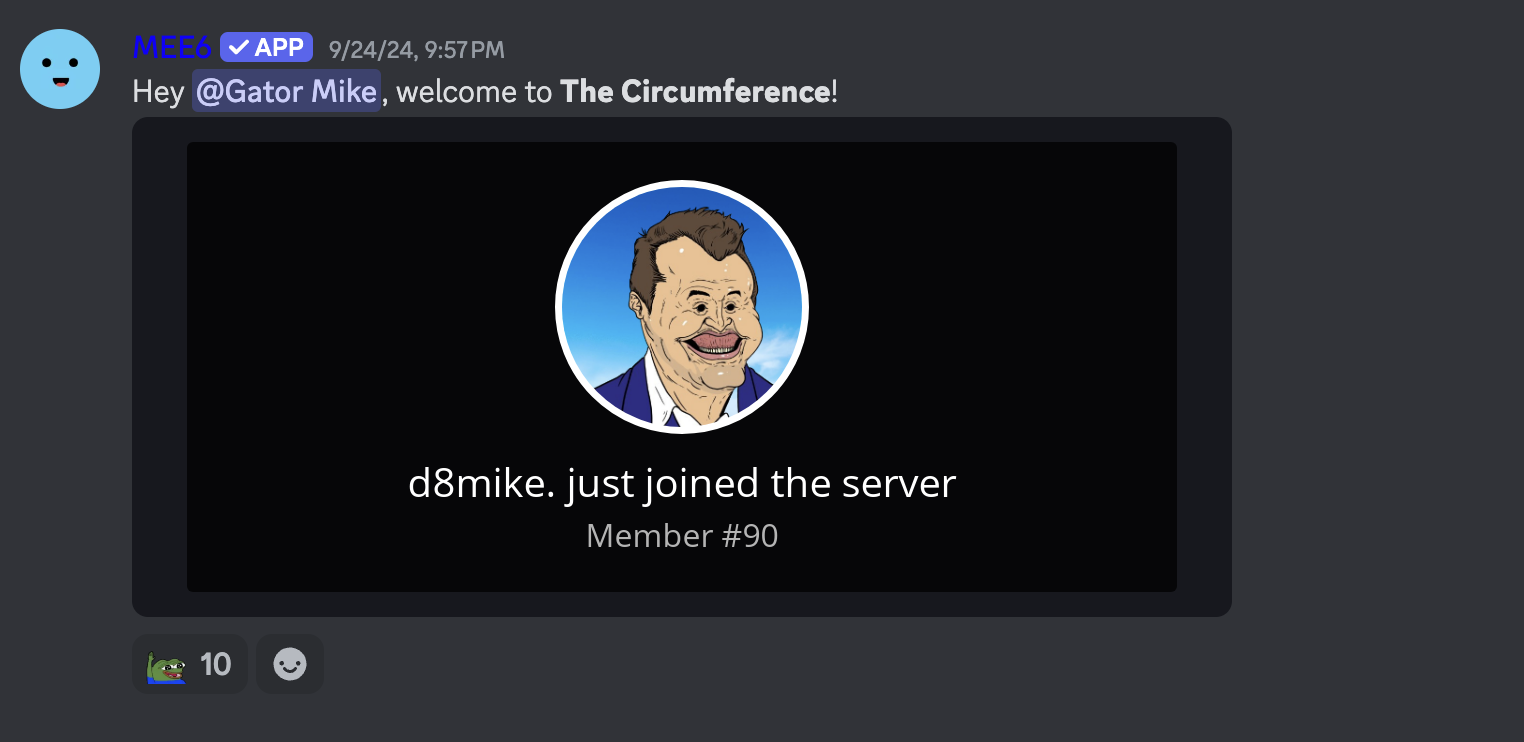 MEE6 APP 9/24/24, 9:57 PM
Hey @Gator Mike, welcome to The Circumference!
d8mike. just joined the server
Member #90
10